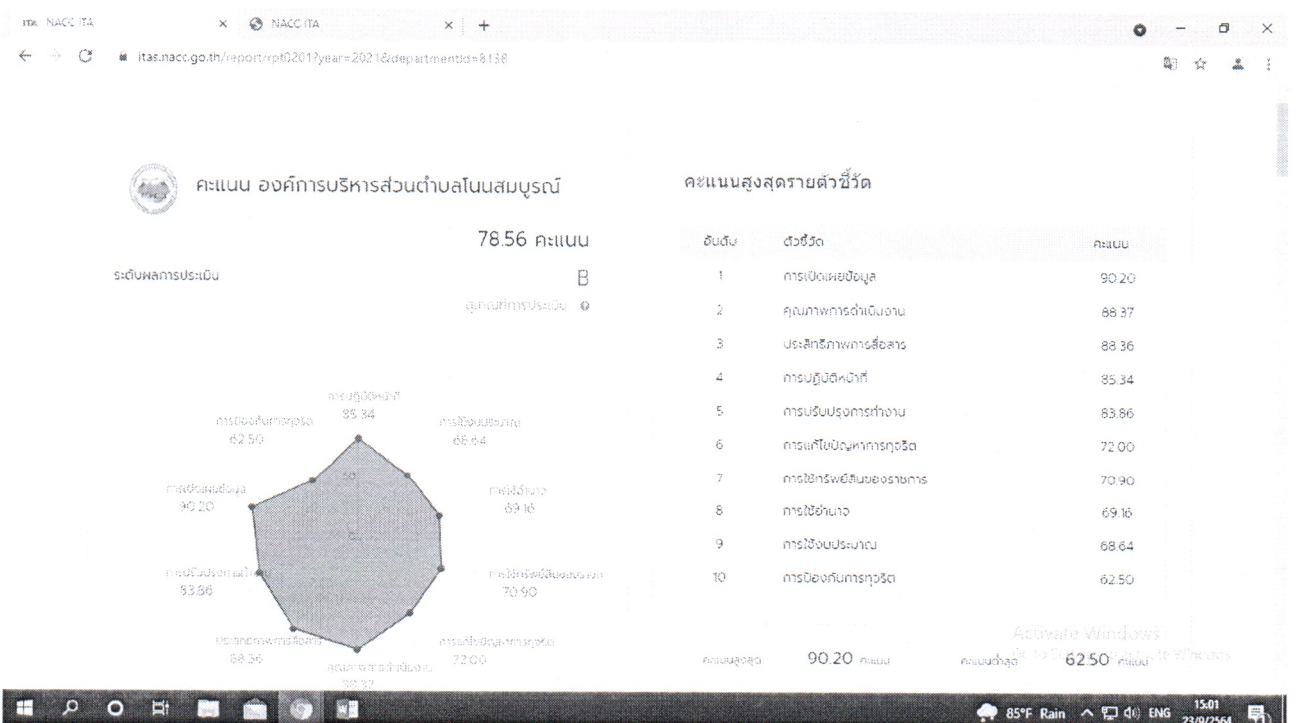 ITA NACC ITA
NACC ITA
itas.nacc.go.th/report/rpt0201?year=2021&departmentId=8138
คะแนน องค์การบริหารส่วนตำบลโนนสมบูรณ์
78.56 คะแนน
ระดับผลการประเมิน
B
ดูเกณฑ์การประเมิน
การปฏิบัติหน้าที่
85.34
การใช้งบประมาณ
68.64
การใช้อำนาจ
69.16
การใช้ทรัพย์สินของราชการ
70.90
การแก้ไขปัญหาการทุจริต
72.00
คุณภาพการดำเนินงาน
88.37
ประสิทธิภาพการสื่อสาร
88.36
การปรับปรุงการทำงาน
83.86
การเปิดเผยข้อมูล
90.20
การป้องกันการทุจริต
62.50
50
0
คะแนนสูงสุดรายตัวชี้วัด
อันดับ ตัวชี้วัด คะแนน
1 การเปิดเผยข้อมูล 90.20
2 คุณภาพการดำเนินงาน 88.37
3 ประสิทธิภาพการสื่อสาร 88.36
4 การปฏิบัติหน้าที่ 85.34
5 การปรับปรุงการทำงาน 83.86
6 การแก้ไขปัญหาการทุจริต 72.00
7 การใช้ทรัพย์สินของราชการ 70.90
8 การใช้อำนาจ 69.16
9 การใช้งบประมาณ 68.64
10 การป้องกันการทุจริต 62.50
คะแนนสูงสุด 90.20 คะแนน
คะแนนต่ำสุด 62.50 คะแนน
Activate Windows
85°F Rain
ENG
15:01
23/9/2564